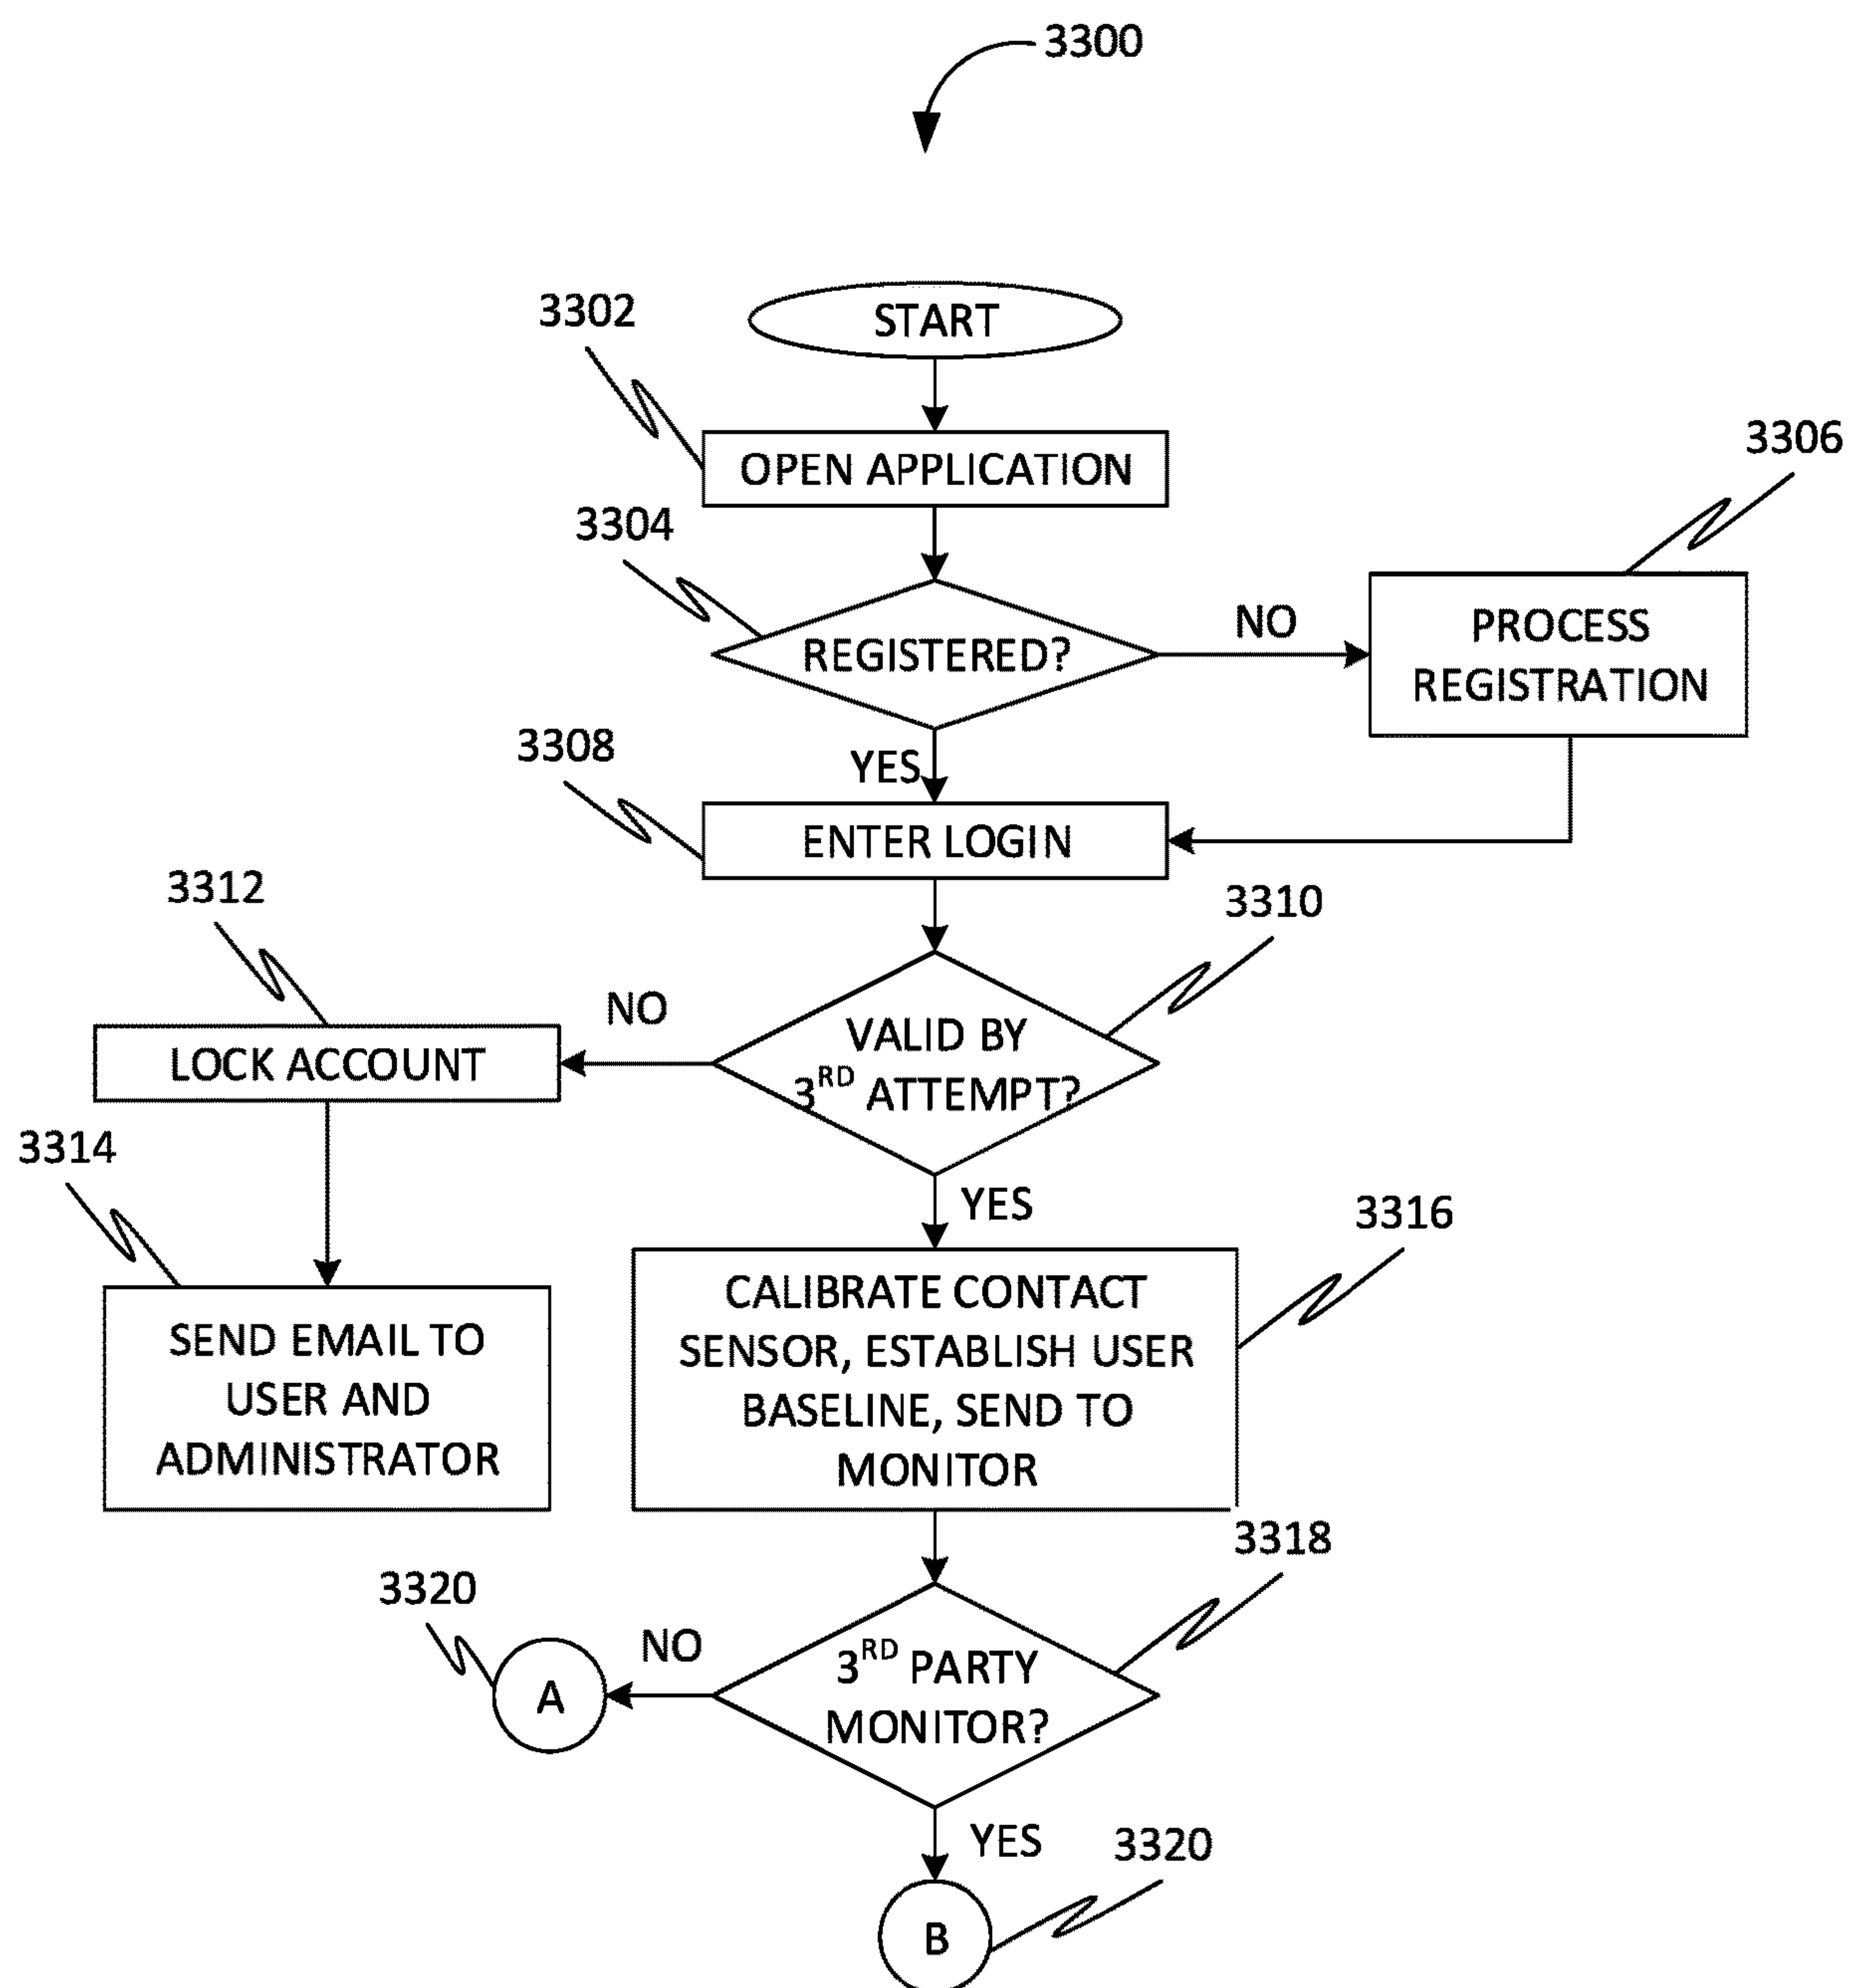 3300
3302
START
OPEN APPLICATION
3306
3304
REGISTERED?
NO
PROCESS
REGISTRATION
3308
YES
ENTER LOGIN
3312
3310
NO
VALID BY
3RD ATTEMPT?
LOCK ACCOUNT
3314
YES
3316
SEND EMAIL TO
USER AND
ADMINISTRATOR
CALIBRATE CONTACT
SENSOR, ESTABLISH USER
BASELINE, SEND TO
MONITOR
3318
3320
NO
A
3RD PARTY
MONITOR?
YES
3320
B